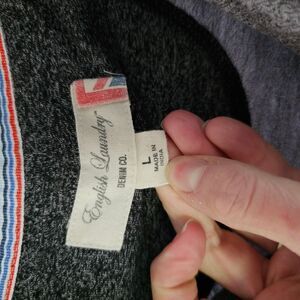 English Laundry
DENIM CO.
L
MADE IN
INDIA